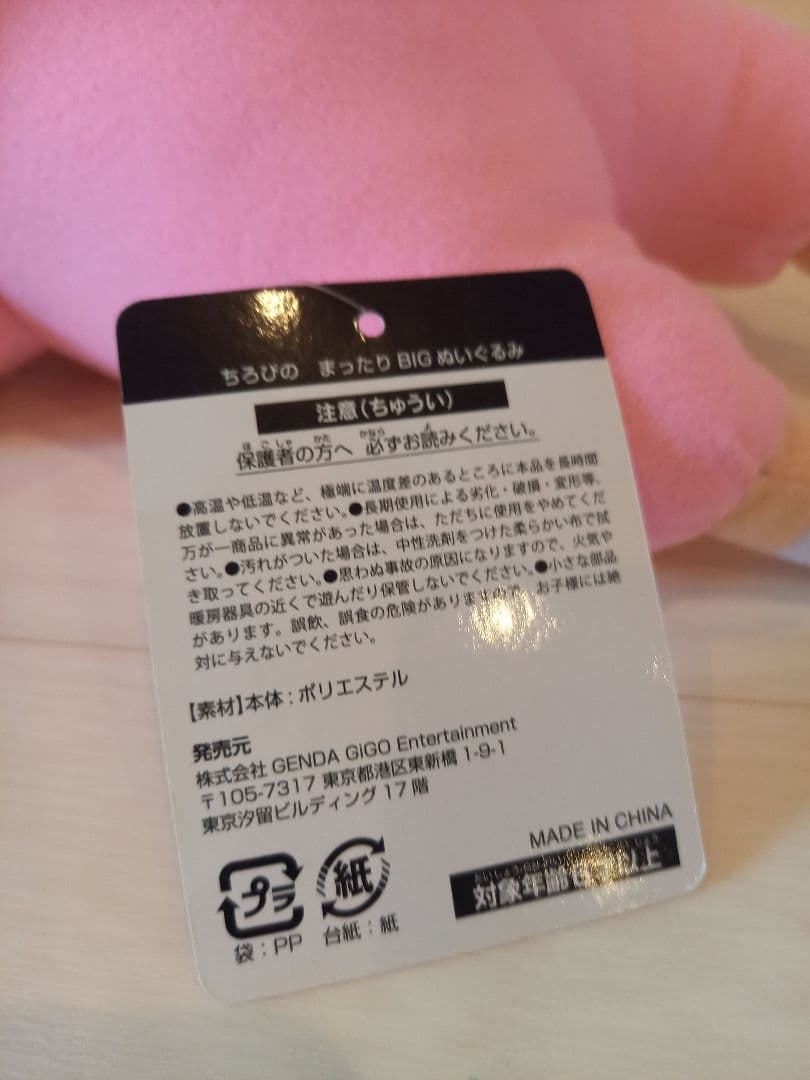 ちろぴの まったりBIGぬいぐるみ
注意(ちゅうい)
保護者の方へ 必ずお読みください。
●高温や低温など、極端に温度差のあるところに本品を長時間
放置しないでください。●長期使用による劣化・破損・変形等、
万が一商品に異常があった場合は、ただちに使用をやめてくだ
さい。●汚れがついた場合は、中性洗剤をつけた柔らかい布で拭
き取ってください。●思わぬ事故の原因になりますので、火気や
暖房器具の近くで遊んだり保管しないでください。●小さな部品
があります。誤飲、誤食の危険がありますので、お子様には絶
対に与えないでください。
【素材】本体:ポリエステル
発売元
株式会社 GENDA GiGO Entertainment
〒105-7317 東京都港区東新橋 1-9-1
東京汐留ビルディング 17 階
MADE IN CHINA
対象年齢 以上
プラ
紙
袋:PP 台紙:紙